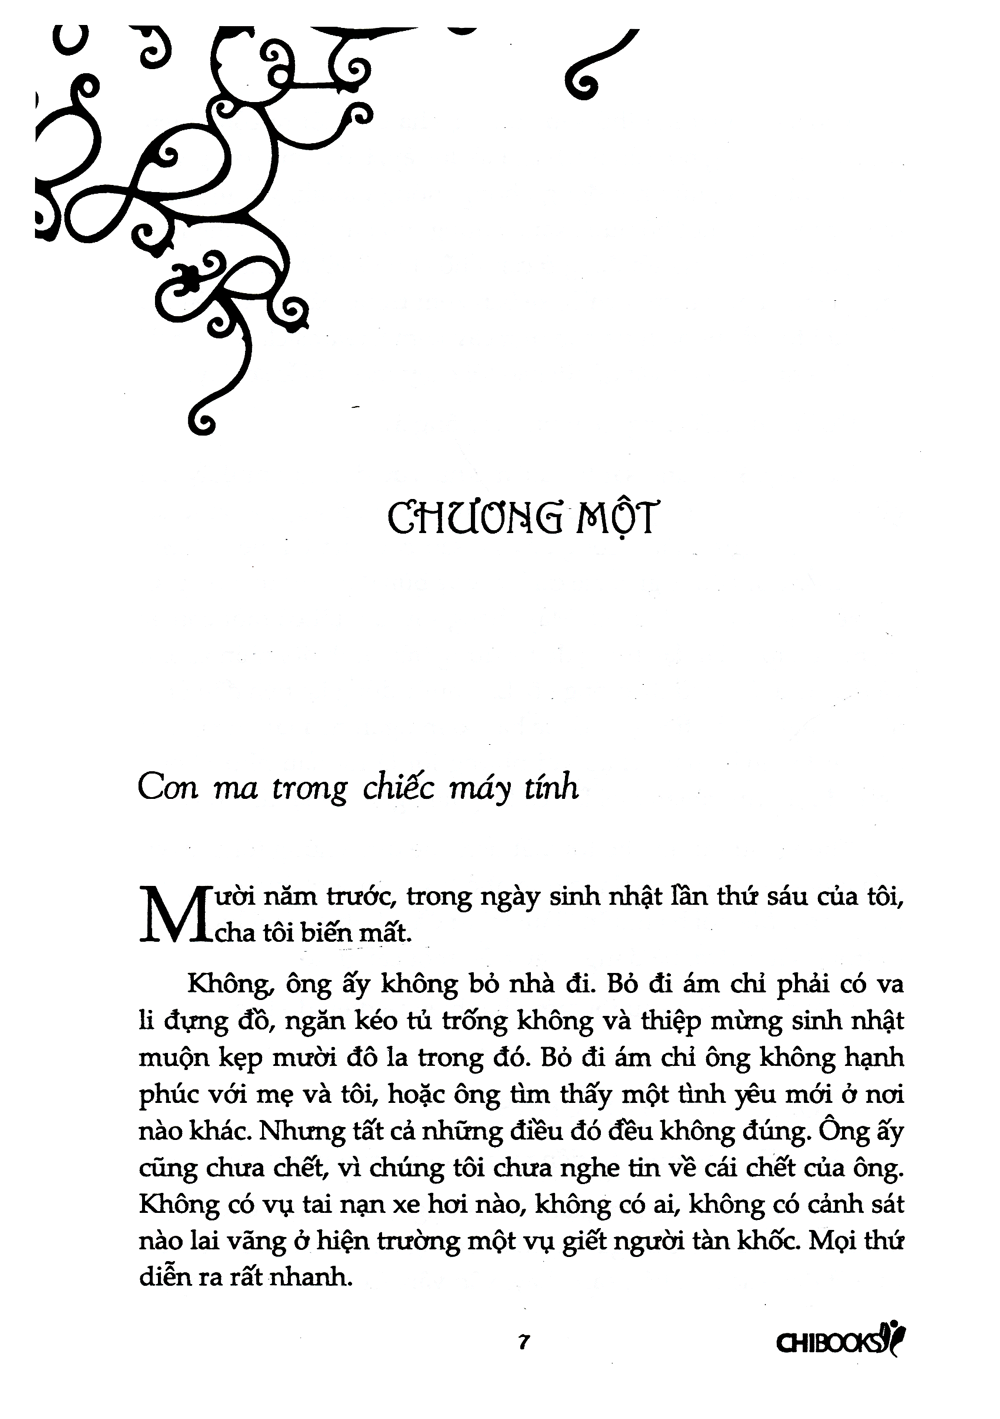 CHƯƠNG MỘT
Con ma trong chiếc máy tính
Mười năm trước, trong ngày sinh nhật lần thứ sáu của tôi,
cha tôi biến mất.
Không, ông ấy không bỏ nhà đi. Bỏ đi ám chỉ phải có va
li đựng đồ, ngăn kéo tủ trống không và thiệp mừng sinh nhật
muộn kẹp mười đô la trong đó. Bỏ đi ám chỉ ông không hạnh
phúc với mẹ và tôi, hoặc ông tìm thấy một tình yêu mới ở nơi
nào khác. Nhưng tất cả những điều đó đều không đúng. Ông ấy
cũng chưa chết, vì chúng tôi chưa nghe tin về cái chết của ông.
Không có vụ tai nạn xe hơi nào, không có ai, không có cảnh sát
nào lai vãng ở hiện trường một vụ giết người tàn khốc. Mọi thứ
diễn ra rất nhanh.
7
CHIBOOKS